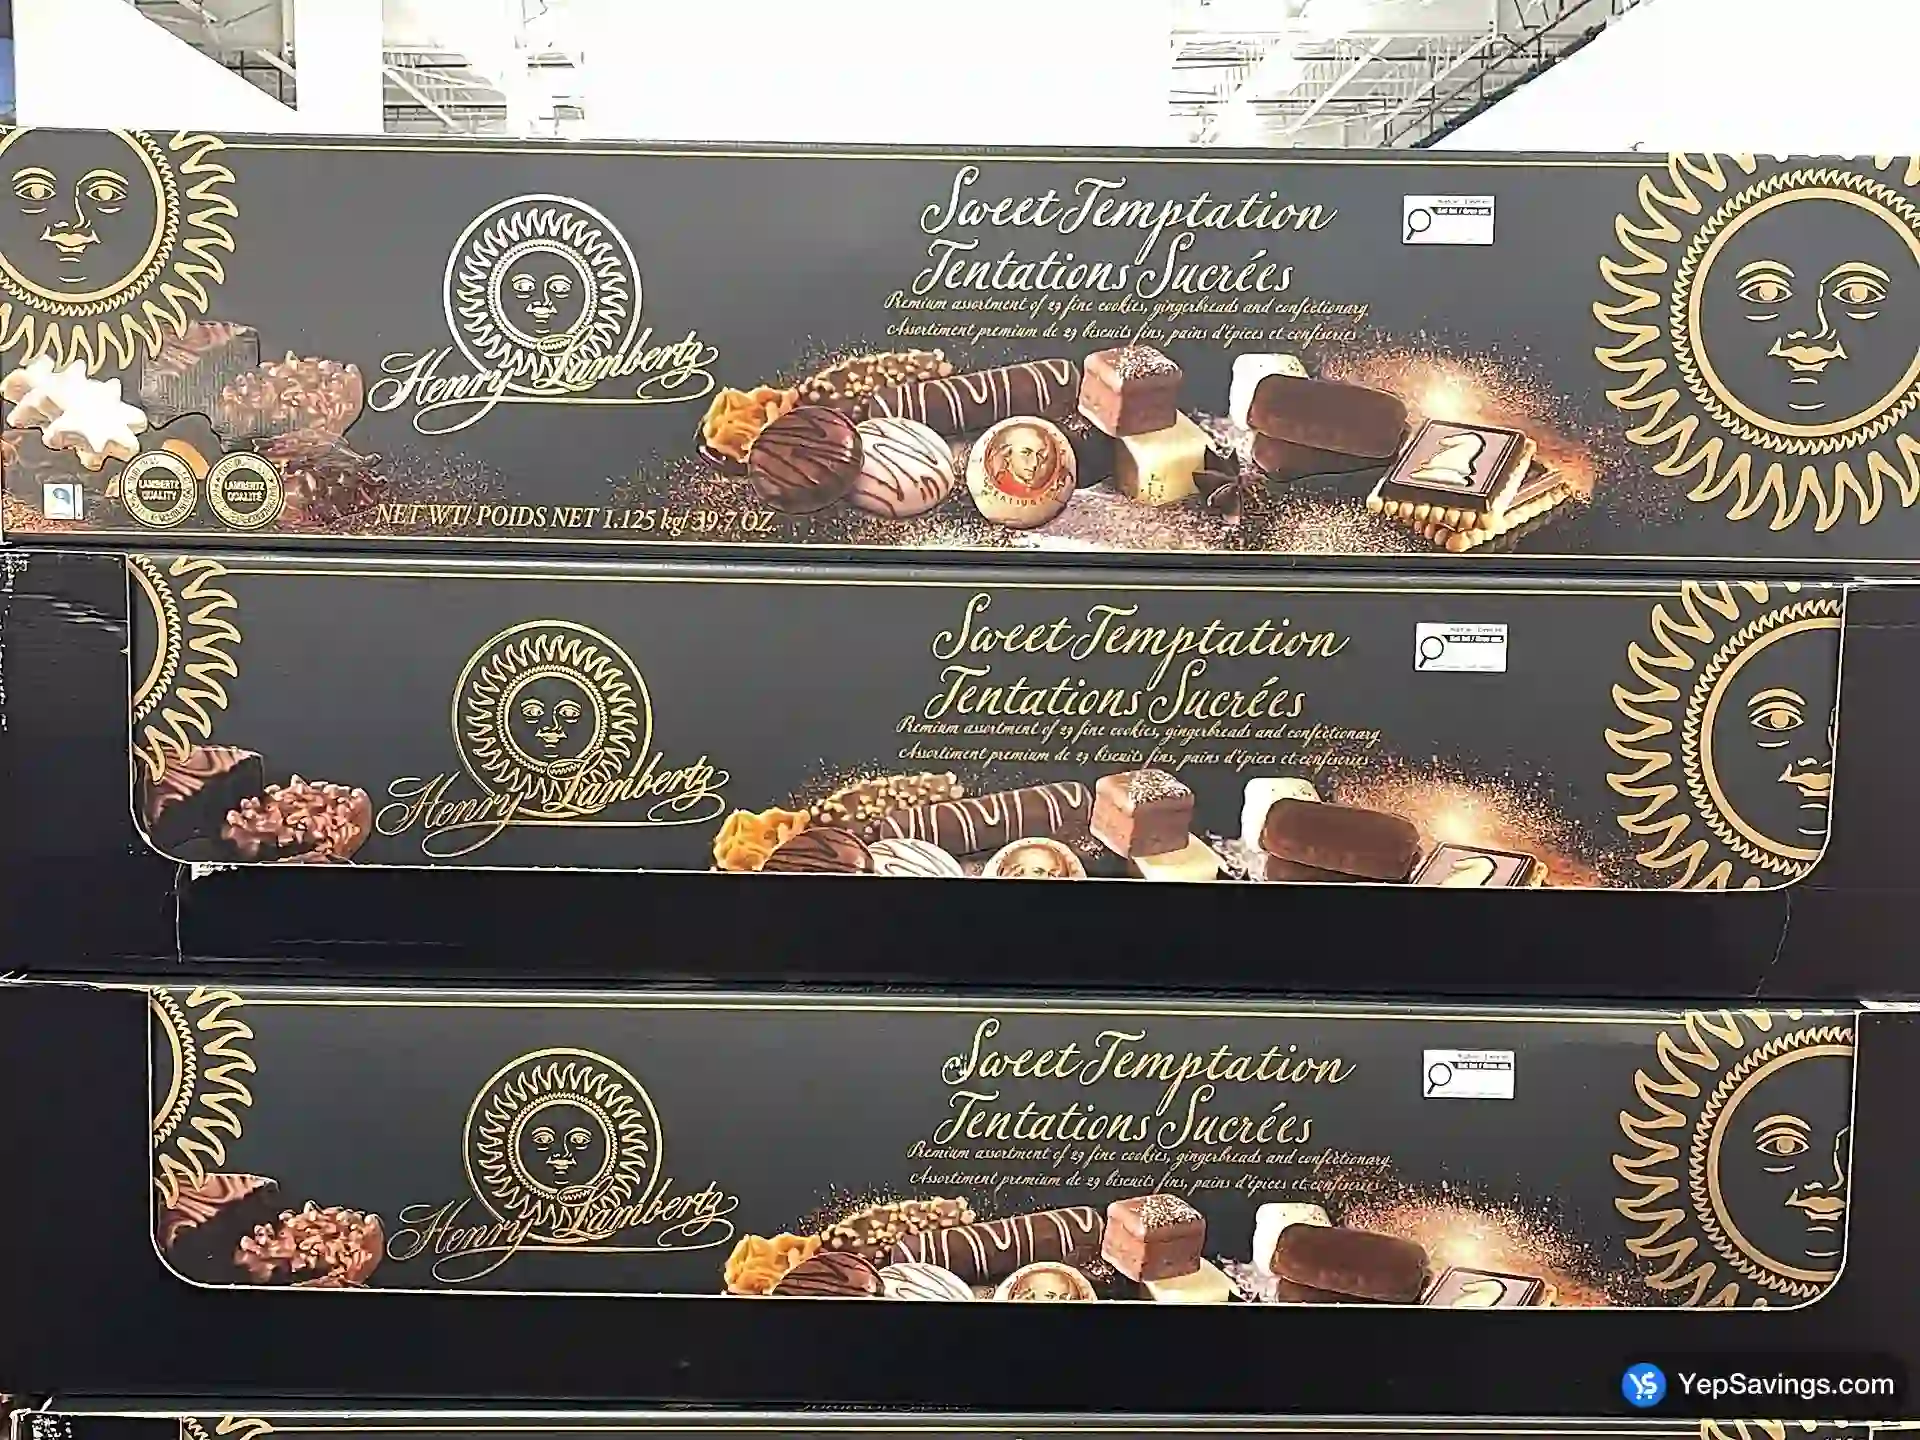 Sweet Temptation
Tentations Sucrées
Premium assortment of 29 fine cookies, gingerbreads and confectionary.
Assortiment premium de 29 biscuits fins, pains d'épices et confiseries
Henry Lambertz
LAMBERTZ QUALITY
LAMBERTZ QUALITÉ
NET WT/ POIDS NET 1.125 kg/ 39.7 OZ.
Sweet Temptation
Tentations Sucrées
Premium assortment of 29 fine cookies, gingerbreads and confectionary.
Assortiment premium de 29 biscuits fins, pains d'épices et confiseries
Henry Lambertz
Sweet Temptation
Tentations Sucrées
Premium assortment of 29 fine cookies, gingerbreads and confectionary.
Assortiment premium de 29 biscuits fins, pains d'épices et confiseries
Henry Lambertz
YepSavings.com